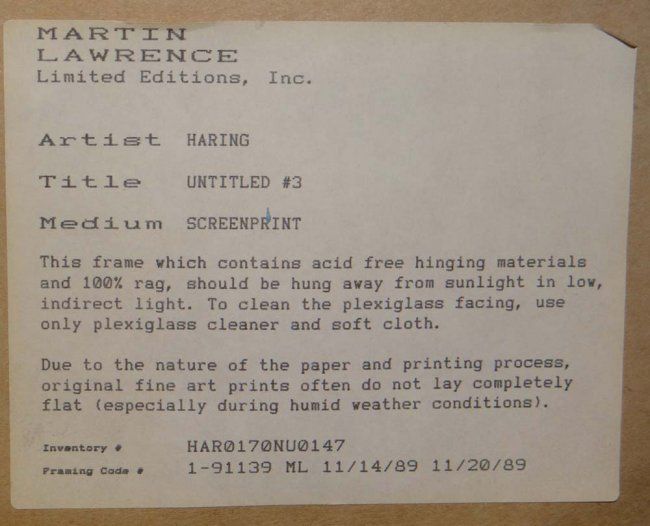 MARTIN
LAWRENCE
Limited Editions, Inc.
Artist HARING
Title UNTITLED #3
Medium SCREENPRINT
This frame which contains acid free hinging materials
and 100% rag, should be hung away from sunlight in low,
indirect light. To clean the plexiglass facing, use
only plexiglass cleaner and soft cloth.
Due to the nature of the paper and printing process,
original fine art prints often do not lay completely
flat (especially during humid weather conditions).
Inventory # HAR0170NU0147
Framing Code # 1-91139 ML 11/14/89 11/20/89